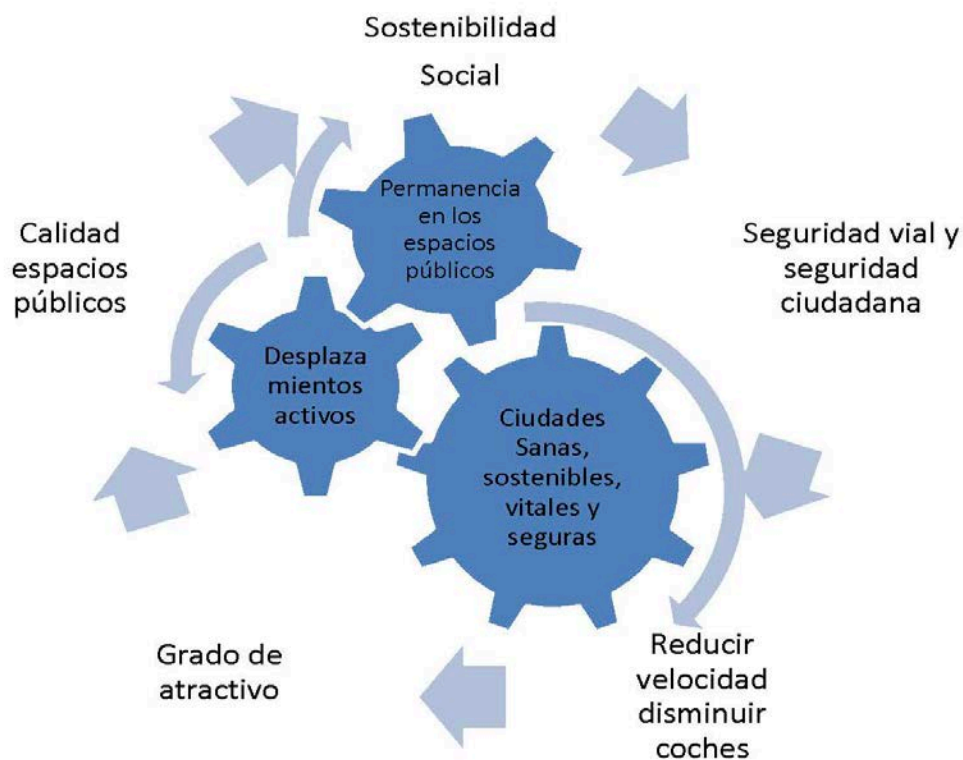 Sostenibilidad
Social
Permanencia
en los
espacios
públicos
Calidad
espacios
públicos
Seguridad vial y
seguridad
ciudadana
Desplaza
mientos
activos
Ciudades
Sanas,
sostenibles,
vitales y
seguras
Grado de
atractivo
Reducir
velocidad
disminuir
coches